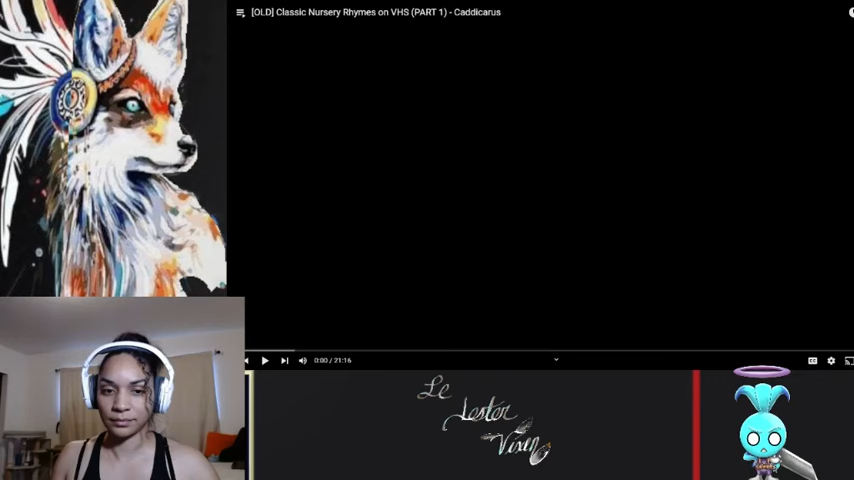 [OLD] Classic Nursery Rhymes on VHS (PART 1) - Caddicarus
0:00 / 21:16
Le
Lester
Vixen